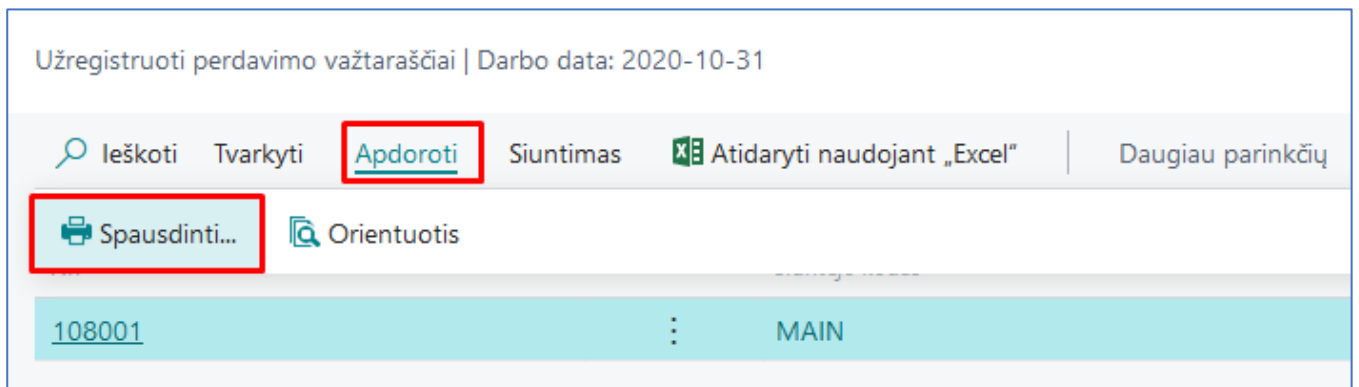 Užregistruoti perdavimo važtaraščiai | Darbo data: 2020-10-31
Ieškoti Tvarkyti Apdoroti Siuntimas Atidaryti naudojant „Excel“ Daugiau parinkčių
Spausdinti... Orientuotis
108001 MAIN